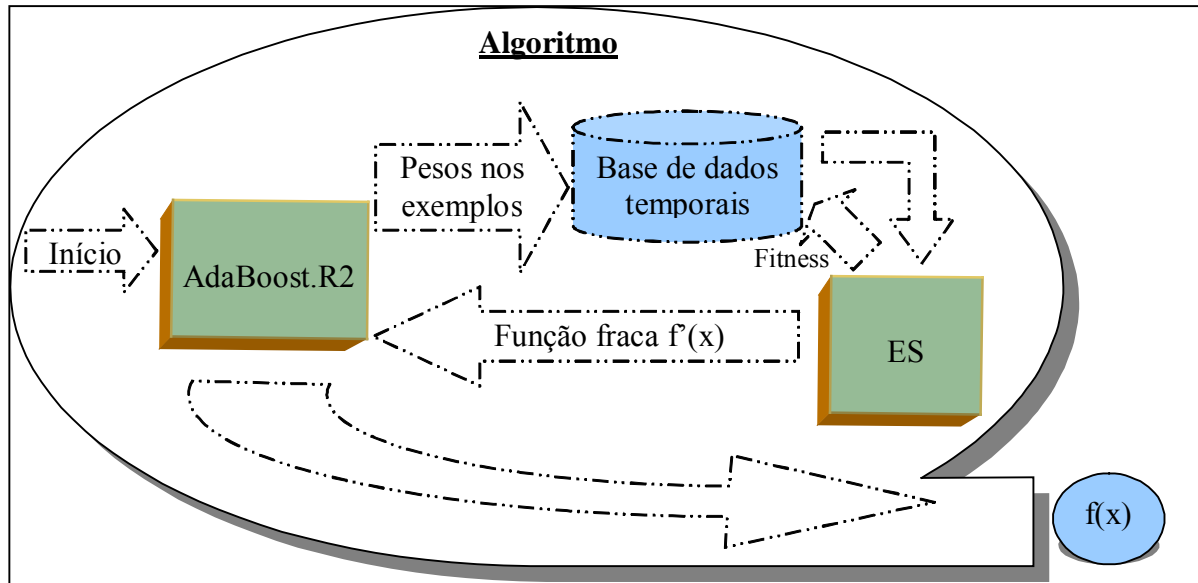 Algoritmo
Pesos nos
exemplos
Base de dados
temporais
Início
AdaBoost.R2
Fitness
Função fraca f’(x)
ES
f(x)